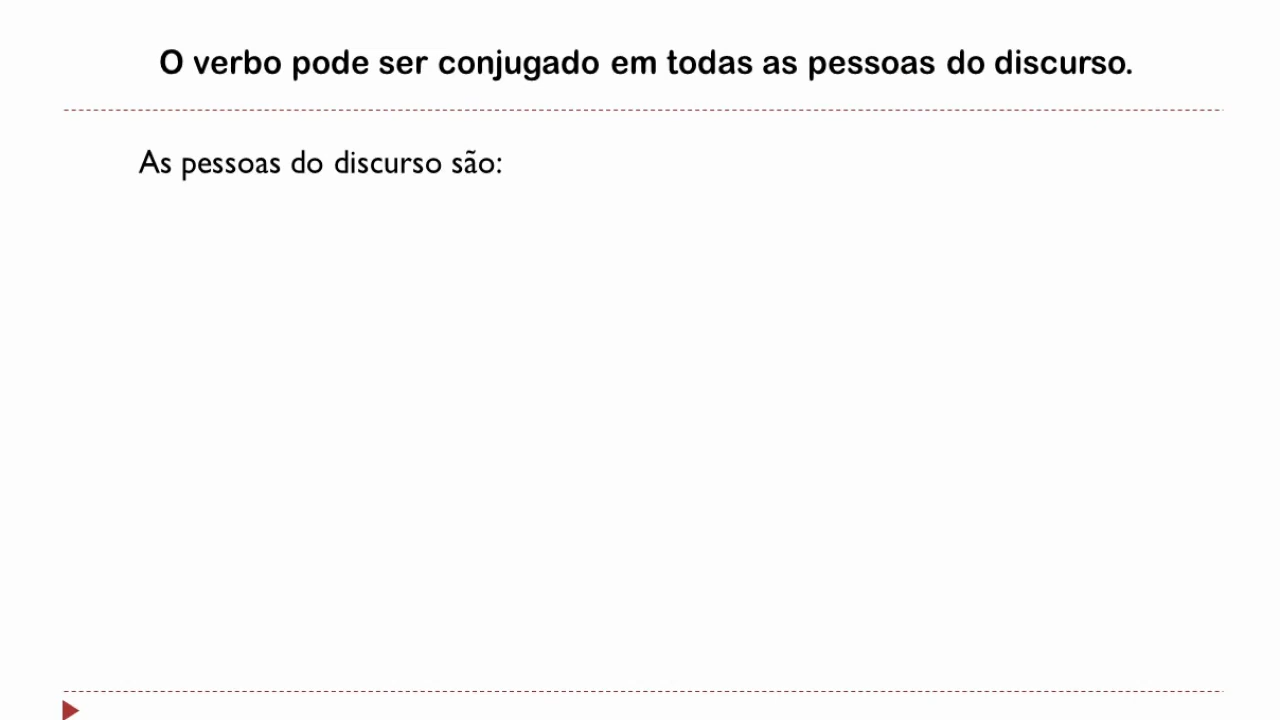 O verbo pode ser conjugado em todas as pessoas do discurso.
As pessoas do discurso são: